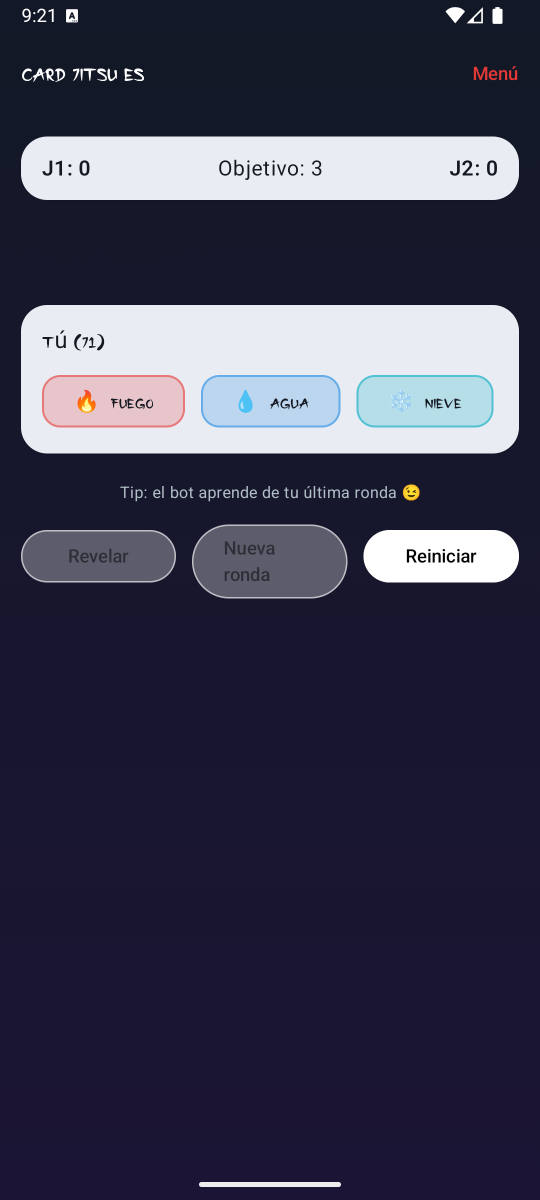 9:21
CARD JITSU ES
Menú
J1: 0
Objetivo: 3
J2: 0
TÚ (J1)
FUEGO
AGUA
NIEVE
Tip: el bot aprende de tu última ronda 😉
Revelar
Nueva
ronda
Reiniciar